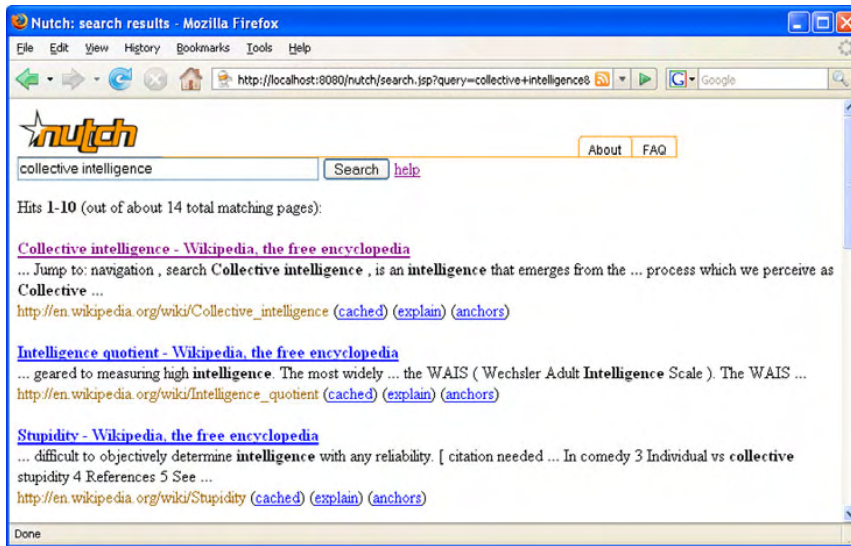 Nutch: search results - Mozilla Firefox
File Edit View History Bookmarks Tools Help
http://localhost:8080/nutch/search.jsp?query=collective+intelligence& G Google
nutch
About FAQ
collective intelligence Search help
Hits 1-10 (out of about 14 total matching pages):
Collective intelligence - Wikipedia, the free encyclopedia
... Jump to: navigation , search Collective intelligence , is an intelligence that emerges from the ... process which we perceive as
Collective ...
http://en.wikipedia.org/wiki/Collective_intelligence (cached) (explain) (anchors)
Intelligence quotient - Wikipedia, the free encyclopedia
... geared to measuring high intelligence. The most widely ... the WAIS ( Wechsler Adult Intelligence Scale ). The WAIS ...
http://en.wikipedia.org/wiki/Intelligence_quotient (cached) (explain) (anchors)
Stupidity - Wikipedia, the free encyclopedia
... difficult to objectively determine intelligence with any reliability. [ citation needed ... In comedy 3 Individual vs collective
stupidity 4 References 5 See ...
http://en.wikipedia.org/wiki/Stupidity (cached) (explain) (anchors)
Done